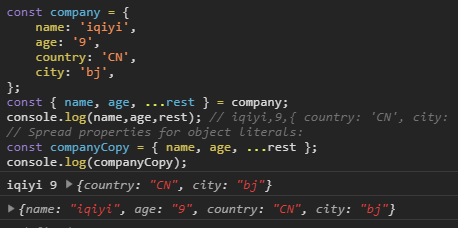 const company = {
    name: 'iqiyi',
    age: '9',
    country: 'CN',
    city: 'bj',
};
const { name, age, ...rest } = company;
console.log(name,age,rest); // iqiyi,9,{ country: 'CN', city:
// Spread properties for object literals:
const companyCopy = { name, age, ...rest };
console.log(companyCopy);
iqiyi 9 ▶{country: "CN", city: "bj"}
▶{name: "iqiyi", age: "9", country: "CN", city: "bj"}